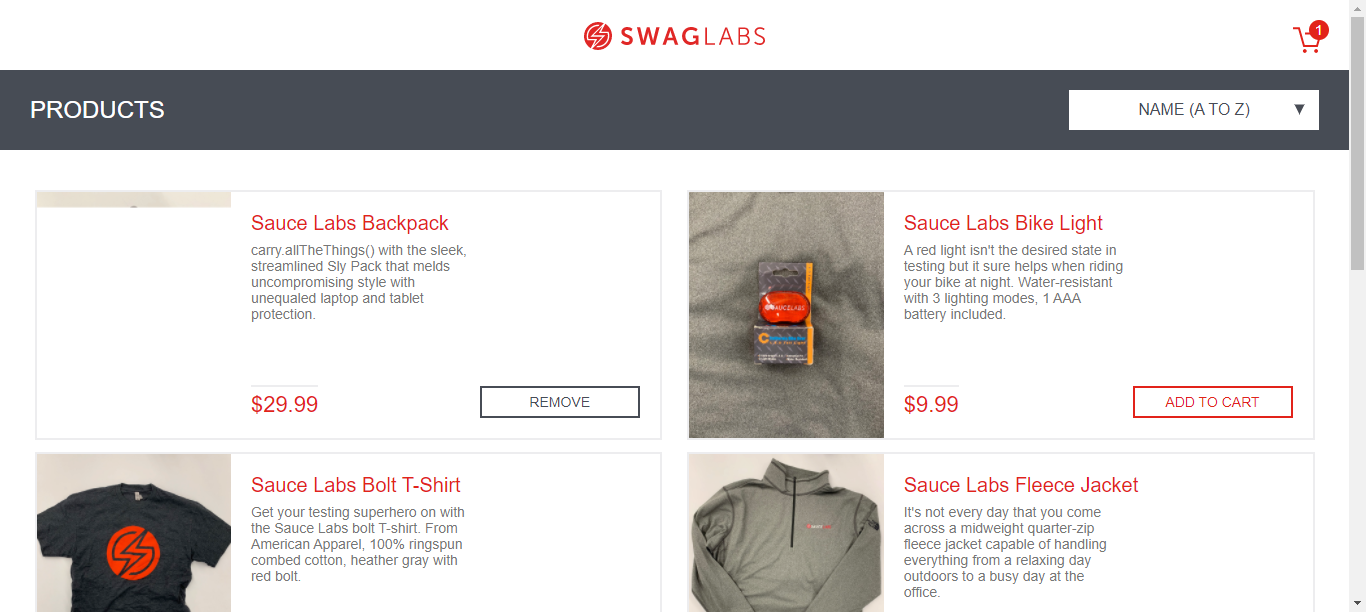 SWAGLABS
1
PRODUCTS
NAME (A TO Z)
Sauce Labs Backpack
carry.allTheThings() with the sleek,
streamlined Sly Pack that melds
uncompromising style with
unequaled laptop and tablet
protection.
$29.99
REMOVE
Sauce Labs Bike Light
A red light isn't the desired state in
testing but it sure helps when riding
your bike at night. Water-resistant
with 3 lighting modes, 1 AAA
battery included.
$9.99
ADD TO CART
Sauce Labs Bolt T-Shirt
Get your testing superhero on with
the Sauce Labs bolt T-shirt. From
American Apparel, 100% ringspun
combed cotton, heather gray with
red bolt.
Sauce Labs Fleece Jacket
It's not every day that you come
across a midweight quarter-zip
fleece jacket capable of handling
everything from a relaxing day
outdoors to a busy day at the
office.